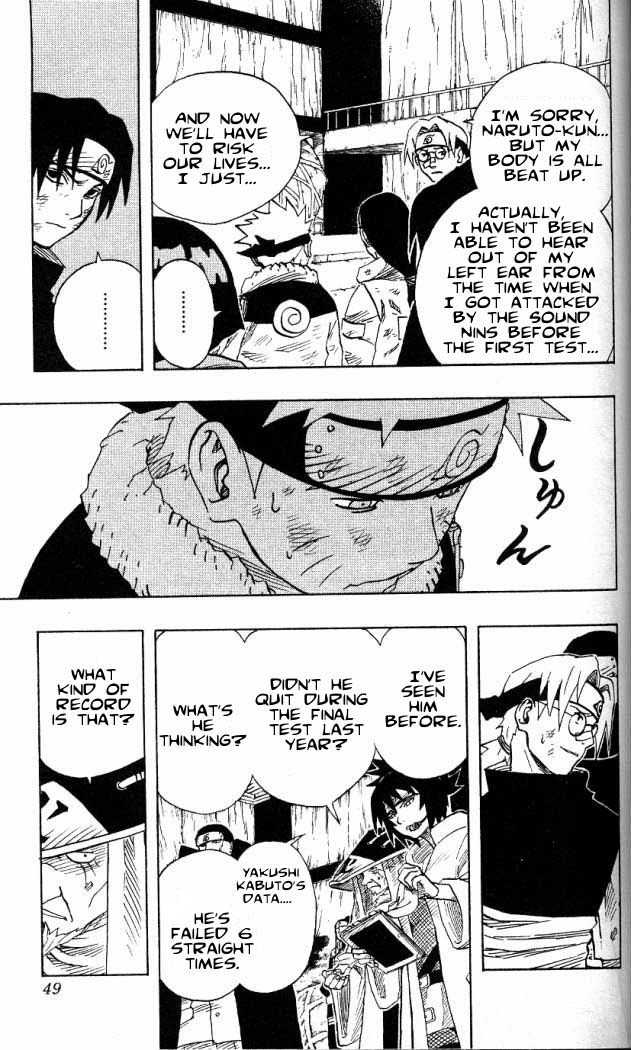 I'M SORRY,
NARUTO-KUN...
BUT MY
BODY IS ALL
BEAT UP.
ACTUALLY,
I HAVEN'T BEEN
ABLE TO HEAR
OUT OF MY
LEFT EAR FROM
THE TIME WHEN
I GOT ATTACKED
BY THE SOUND
NINS BEFORE
THE FIRST TEST...
AND NOW
WE'LL HAVE
TO RISK
OUR LIVES...
I JUST...
........
........
しゅん
I'VE
SEEN
HIM
BEFORE.
DIDN'T HE
QUIT DURING
THE FINAL
TEST LAST
YEAR?
WHAT'S
HE
THINKING?
YAKUSHI
KABUTO'S
DATA....
HE'S
FAILED 6
STRAIGHT
TIMES.
WHAT
KIND OF
RECORD
IS THAT?
49